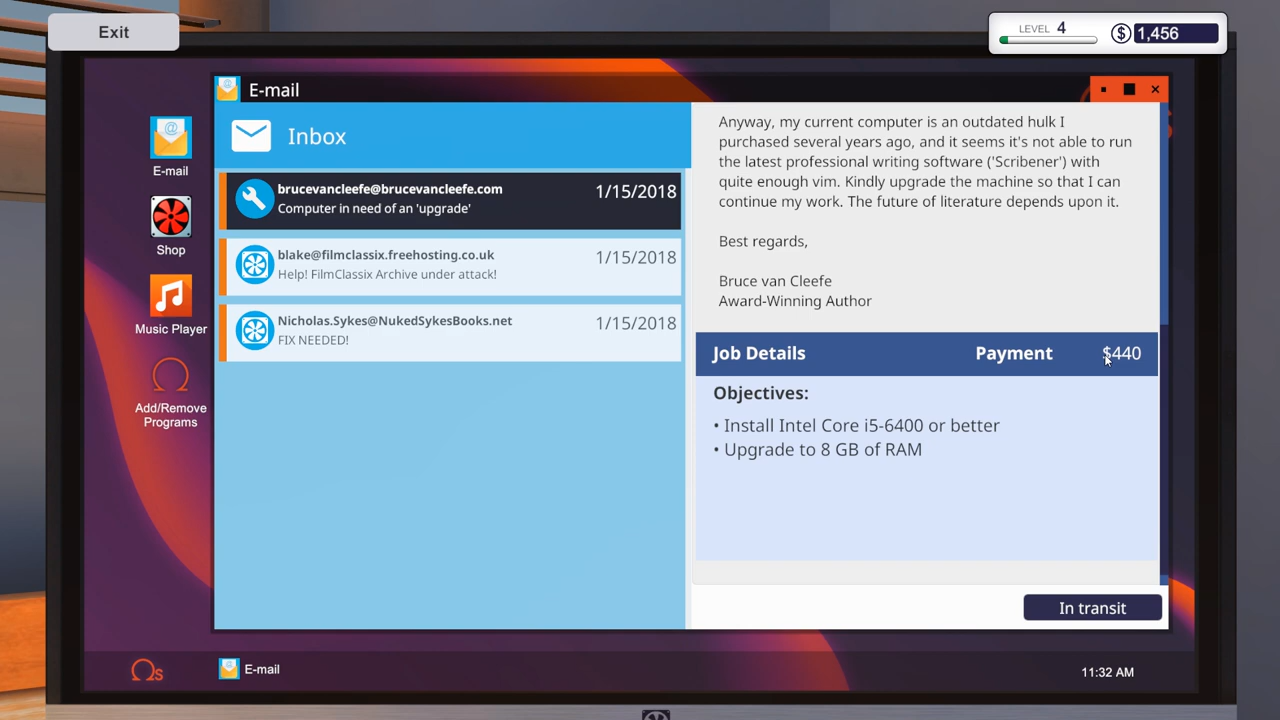 Exit
LEVEL 4
$ 1,456
E-mail
E-mail
Shop
Music Player
Add/Remove
Programs
Inbox
brucevancleefe@brucevancleefe.com
1/15/2018
Computer in need of an 'upgrade'
blake@filmclassix.freehosting.co.uk
1/15/2018
Help! FilmClassix Archive under attack!
Nicholas.Sykes@NukedSykesBooks.net
1/15/2018
FIX NEEDED!
Anyway, my current computer is an outdated hulk I
purchased several years ago, and it seems it's not able to run
the latest professional writing software ('Scribener') with
quite enough vim. Kindly upgrade the machine so that I can
continue my work. The future of literature depends upon it.
Best regards,
Bruce van Cleefe
Award-Winning Author
Job Details Payment $440
Objectives:
• Install Intel Core i5-6400 or better
• Upgrade to 8 GB of RAM
In transit
Ωs
E-mail
11:32 AM